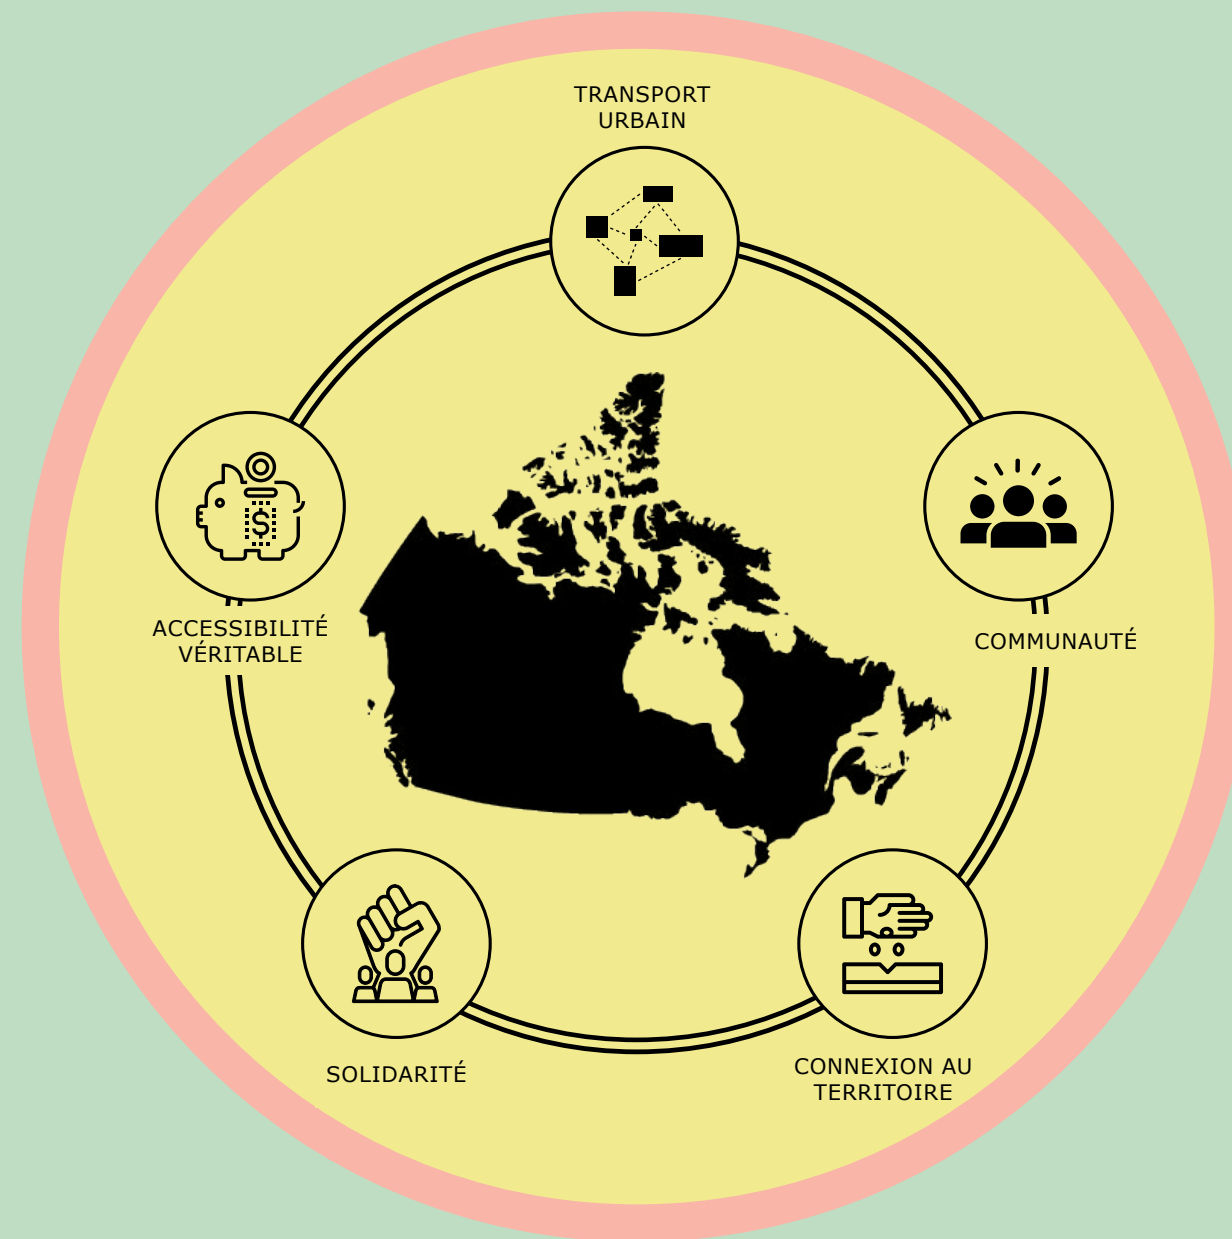 TRANSPORT
URBAIN
ACCESSIBILITÉ
VÉRITABLE
COMMUNAUTÉ
SOLIDARITÉ
CONNEXION AU
TERRITOIRE
$